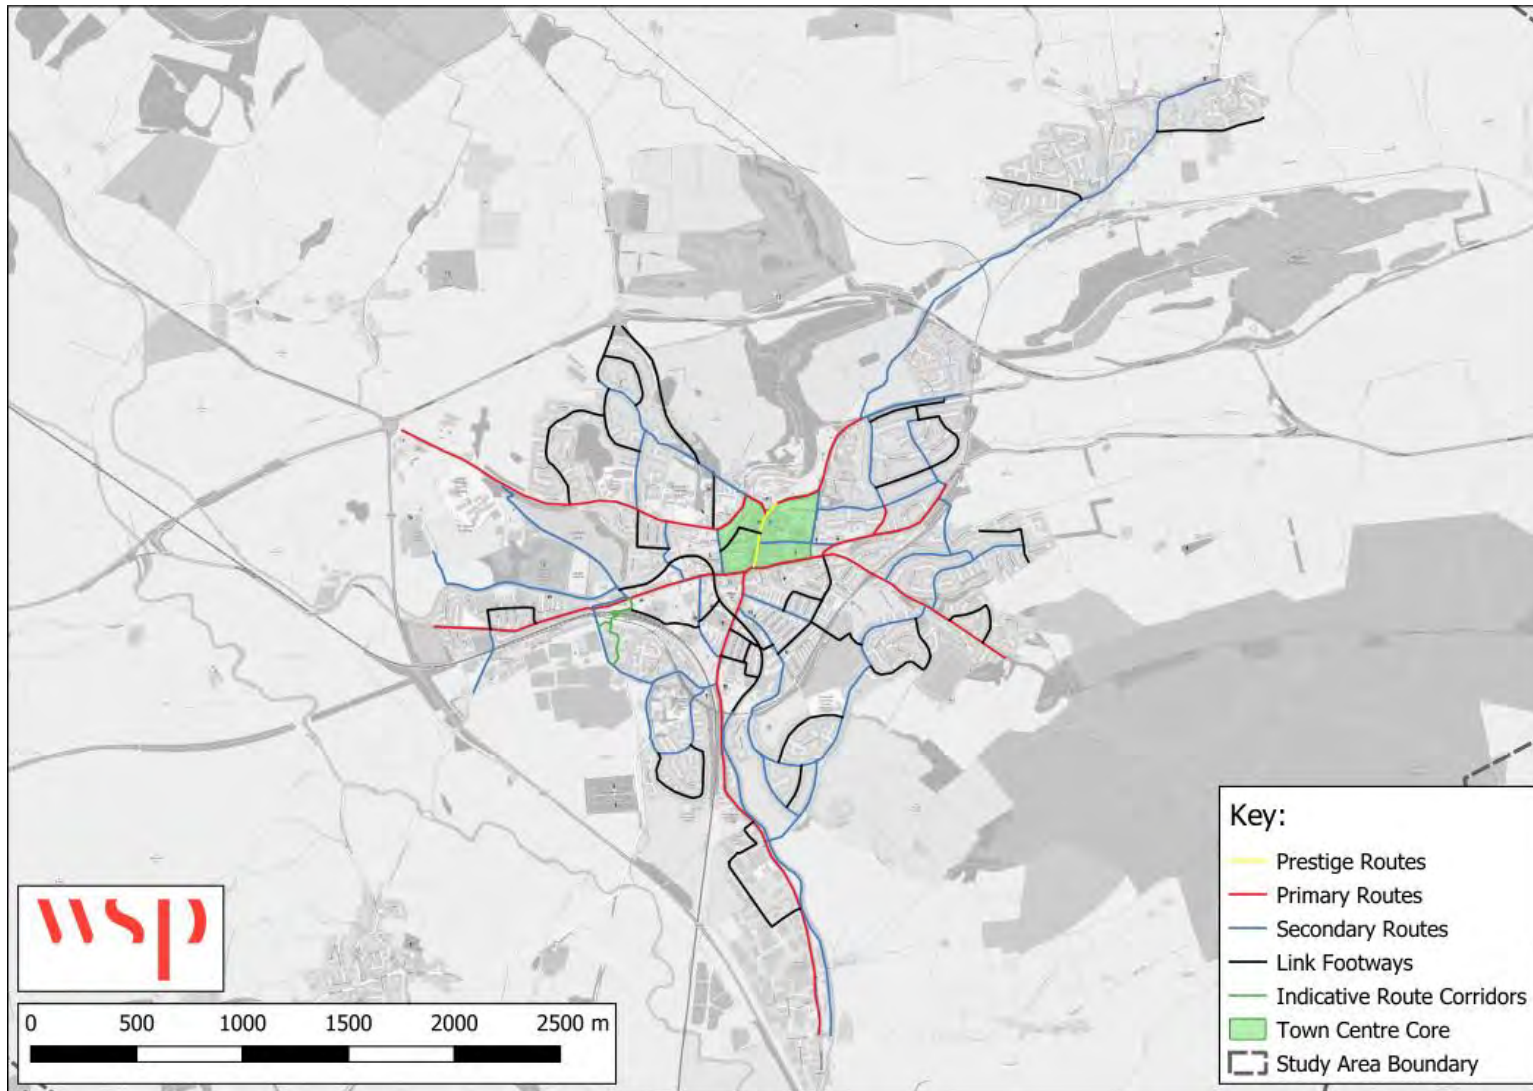 Key:
Prestige Routes
Primary Routes
Secondary Routes
Link Footways
Indicative Route Corridors
Town Centre Core
Study Area Boundary
wsp
0 500 1000 1500 2000 2500 m